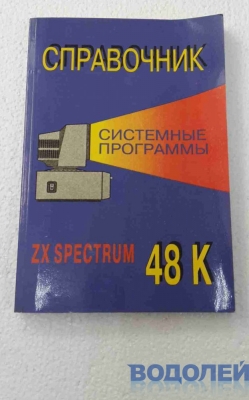 СПРАВОЧНИК
СИСТЕМНЫЕ
ПРОГРАММЫ
ZX SPECTRUM 48 K
ВОДОЛЕЙ